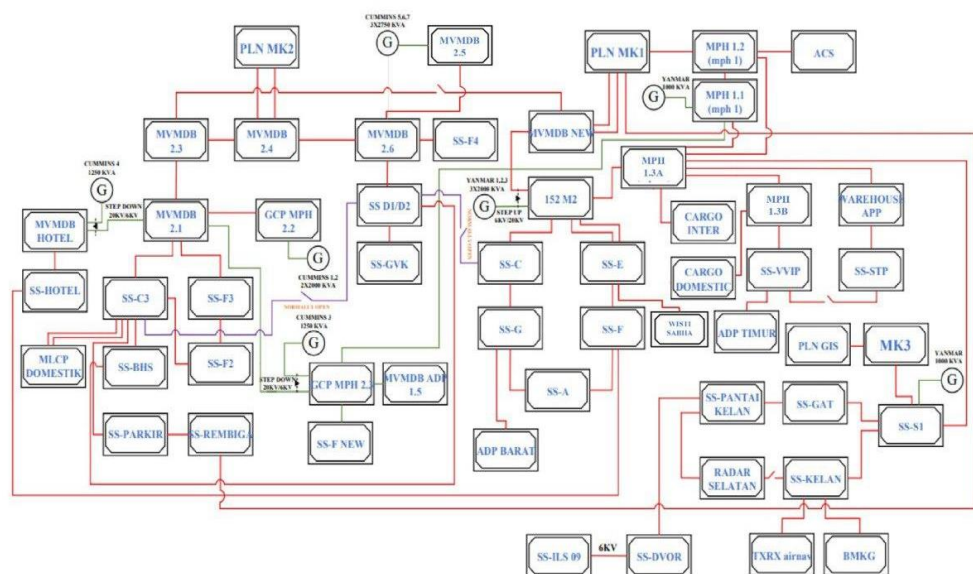 CUMMINS 5,6,7
3X2750 KVA
G
MVMDB
2.5
PLN MK2
PLN MK1
MPH 1.2
(mph 1)
ACS
YANMAR
1000 KVA
G
MPH 1.1
(mph 1)
MVMDB
2.3
MVMDB
2.4
MVMDB
2.6
SS-F4
MVMDB NEW
MPH
1.3A
CUMMINS 4
1250 KVA
G
STEP DOWN
20KV/6KV
MVMDB
HOTEL
MVMDB
2.1
GCP MPH
2.2
SS D1/D2
YANMAR 1,2,3
3X2000 KVA
G
STEP UP
6KV/20KV
152 M2
MPH
1.3B
WAREHOUSE
APP
CARGO
INTER
NORMALY OPEN
G
CUMMINS 1,2
2X2000 KVA
SS-GVK
SS-C
SS-E
CARGO
DOMESTIC
SS-VVIP
SS-STP
SS-HOTEL
SS-C3
SS-F3
NORMALY OPEN
CUMMINS 3
1250 KVA
G
SS-G
SS-F
WISTI
SABHA
ADP TIMUR
PLN GIS
MK3
YANMAR
1000 KVA
G
MLCP
DOMESTIK
SS-BHS
SS-F2
STEP DOWN
20KV/6KV
GCP MPH 2.3
MVMDB ADP
1.5
SS-A
SS-PANTAI
KELAN
SS-GAT
SS-S1
SS-PARKIR
SS-REMBIGA
SS-F NEW
ADP BARAT
RADAR
SELATAN
SS-KELAN
SS-ILS 09
6KV
SS-DVOR
TXRX airnav
BMKG